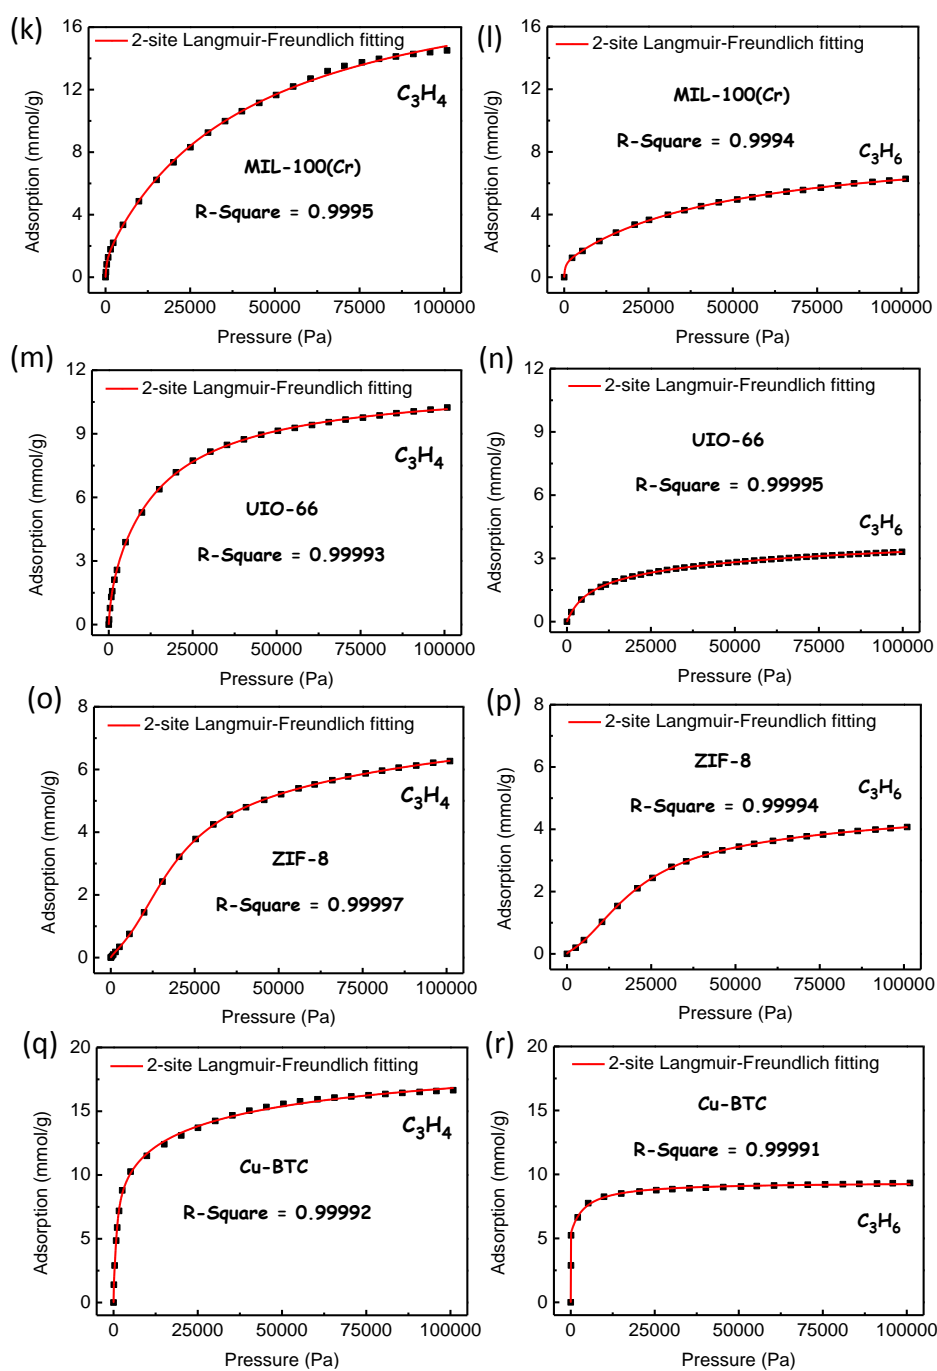 (k)
16
12
8
4
0
Adsorption (mmol/g)
2-site Langmuir-Freundlich fitting
C3H4
MIL-100(Cr)
R-Square = 0.9995
0 25000 50000 75000 100000
Pressure (Pa)
(l)
16
12
8
4
0
Adsorption (mmol/g)
2-site Langmuir-Freundlich fitting
MIL-100(Cr)
R-Square = 0.9994
C3H6
0 25000 50000 75000 100000
Pressure (Pa)
(m)
12
9
6
3
0
Adsorption (mmol/g)
2-site Langmuir-Freundlich fitting
C3H4
UIO-66
R-Square = 0.99993
0 25000 50000 75000 100000
Pressure (Pa)
(n)
12
9
6
3
0
Adsorption (mmol/g)
2-site Langmuir-Freundlich fitting
UIO-66
R-Square = 0.99995
C3H6
0 25000 50000 75000 100000
Pressure (Pa)
(o)
8
6
4
2
0
Adsorption (mmol/g)
2-site Langmuir-Freundlich fitting
C3H4
ZIF-8
R-Square = 0.99997
0 25000 50000 75000 100000
Pressure (Pa)
(p)
8
6
4
2
0
Adsorption (mmol/g)
2-site Langmuir-Freundlich fitting
ZIF-8
R-Square = 0.99994
C3H6
0 25000 50000 75000 100000
Pressure (Pa)
(q)
20
15
10
5
0
Adsorption (mmol/g)
2-site Langmuir-Freundlich fitting
C3H4
Cu-BTC
R-Square = 0.99992
0 25000 50000 75000 100000
Pressure (Pa)
(r)
20
15
10
5
0
Adsorption (mmol/g)
2-site Langmuir-Freundlich fitting
Cu-BTC
R-Square = 0.99991
C3H6
0 25000 50000 75000 100000
Pressure (Pa)